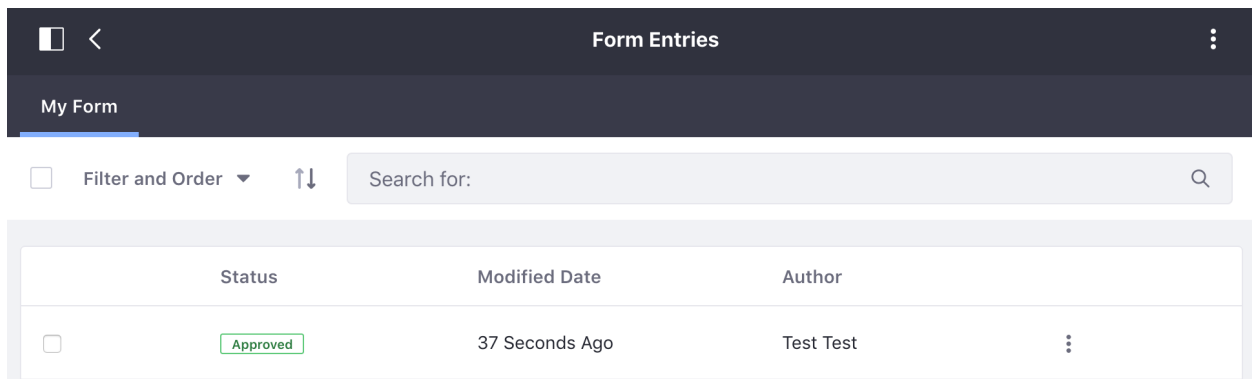 Form Entries
My Form
Filter and Order
Search for:
Status Modified Date Author
Approved 37 Seconds Ago Test Test